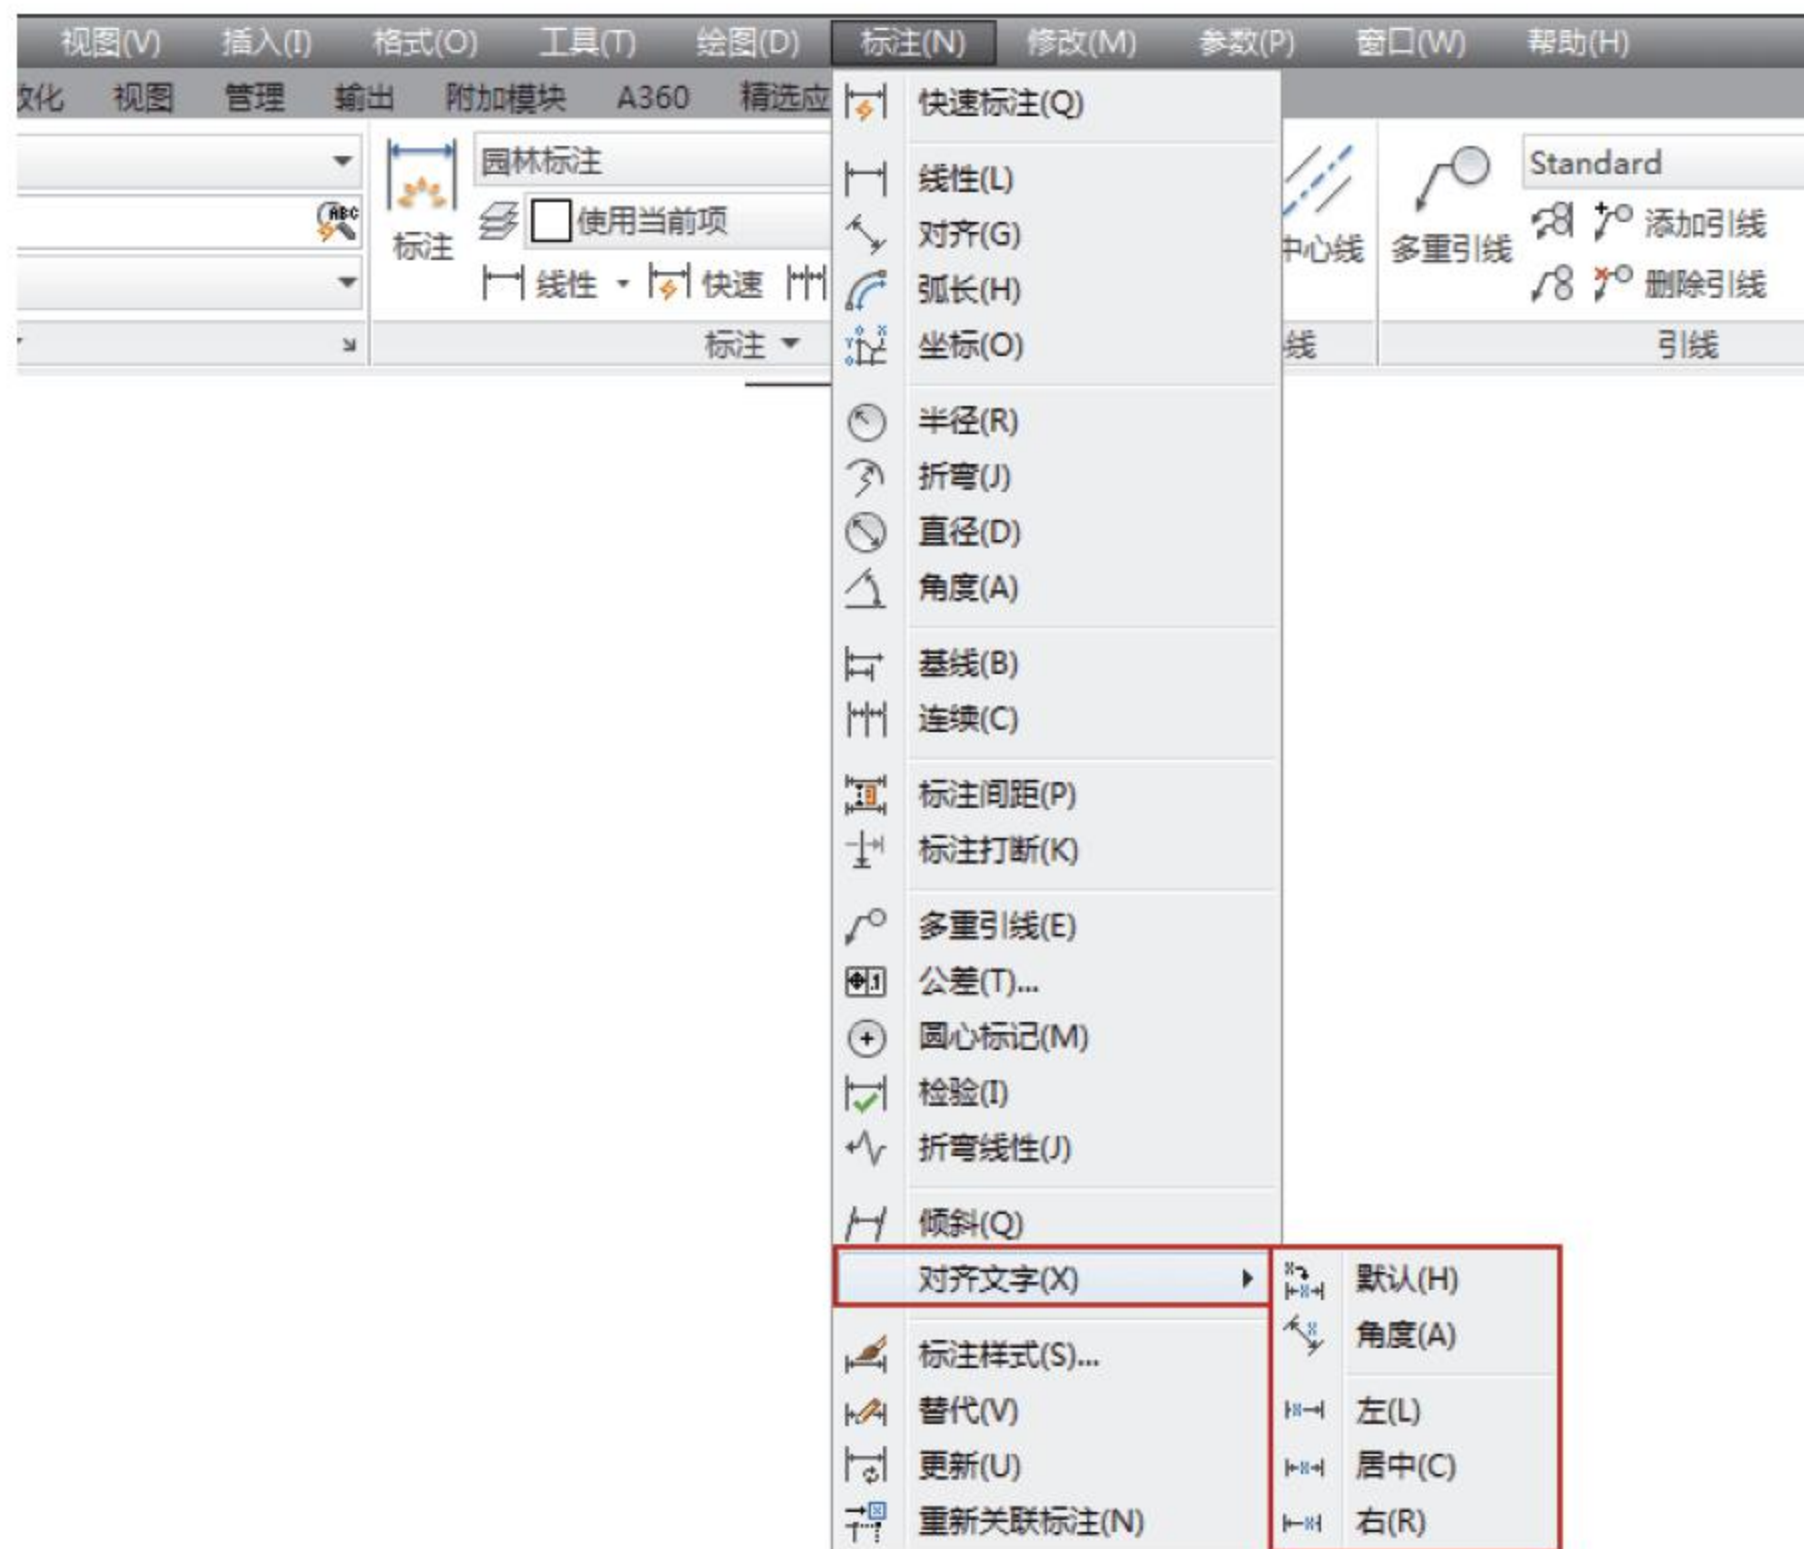 视图(V) 插入(I) 格式(O) 工具(T) 绘图(D) 标注(N) 修改(M) 参数(P) 窗口(W) 帮助(H)
化 视图 管理 输出 附加模块 A360 精选应
园林标注
使用当前项
标注
线性 快速
标注
中心线
线
多重引线
Standard
添加引线
删除引线
引线
快速标注(Q)
线性(L)
对齐(G)
弧长(H)
坐标(O)
半径(R)
折弯(J)
直径(D)
角度(A)
基线(B)
连续(C)
标注间距(P)
标注打断(K)
多重引线(E)
公差(T)...
圆心标记(M)
检验(I)
折弯线性(J)
倾斜(Q)
对齐文字(X)
标注样式(S)...
替代(V)
更新(U)
重新关联标注(N)
默认(H)
角度(A)
左(L)
居中(C)
右(R)